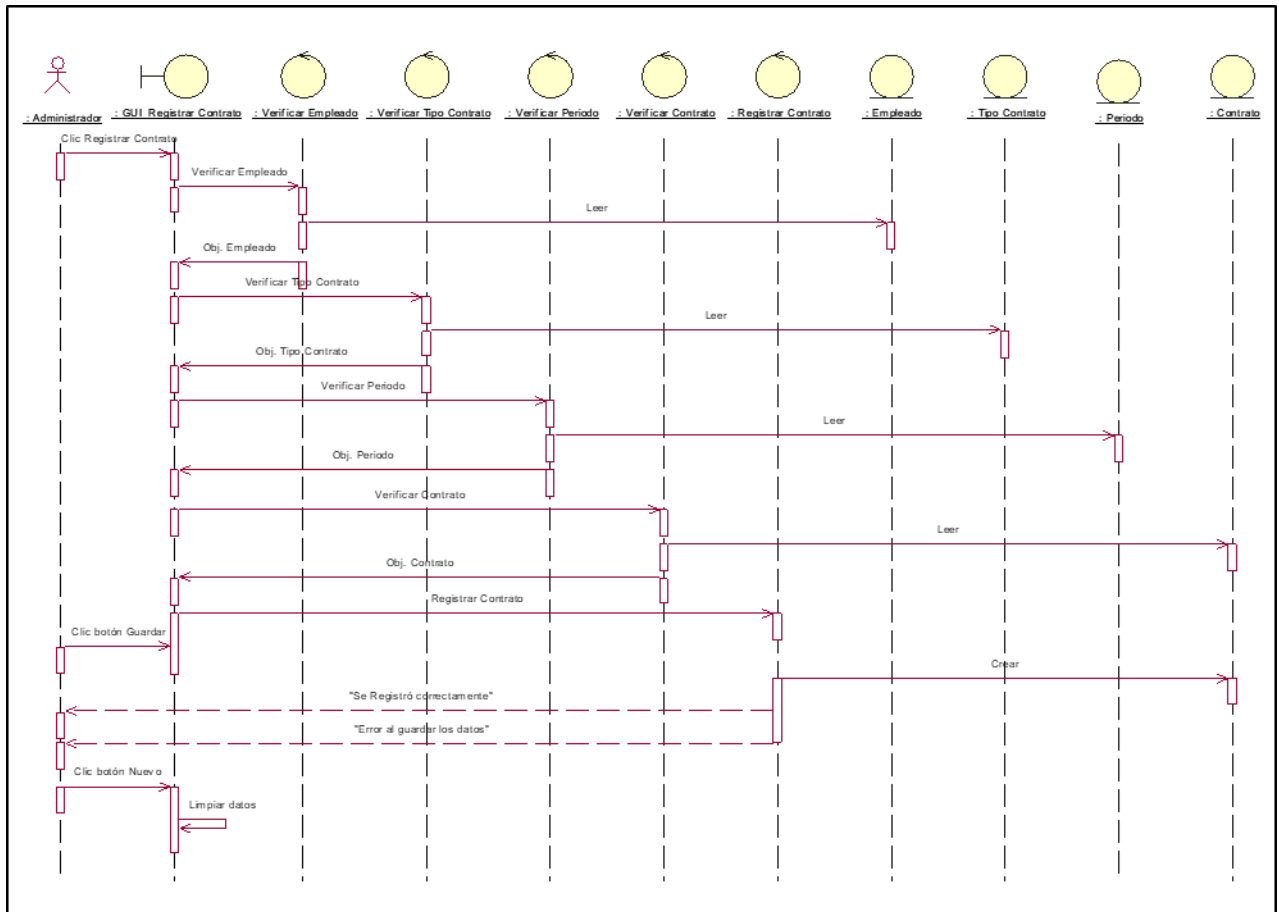 : Administrador
: GUI_Registrar Contrato
: Verificar Empleado
: Verificar Tipo Contrato
: Verificar Periodo
: Verificar Contrato
: Registrar Contrato
: Empleado
: Tipo Contrato
: Periodo
: Contrato
Clic Registrar Contrato
Verificar Empleado
Leer
Obj. Empleado
Verificar Tipo Contrato
Leer
Obj. Tipo Contrato
Verificar Periodo
Leer
Obj. Periodo
Verificar Contrato
Leer
Obj. Contrato
Registrar Contrato
Clic botón Guardar
Crear
"Se Registró correctamente"
"Error al guardar los datos"
Clic botón Nuevo
Limpiar datos